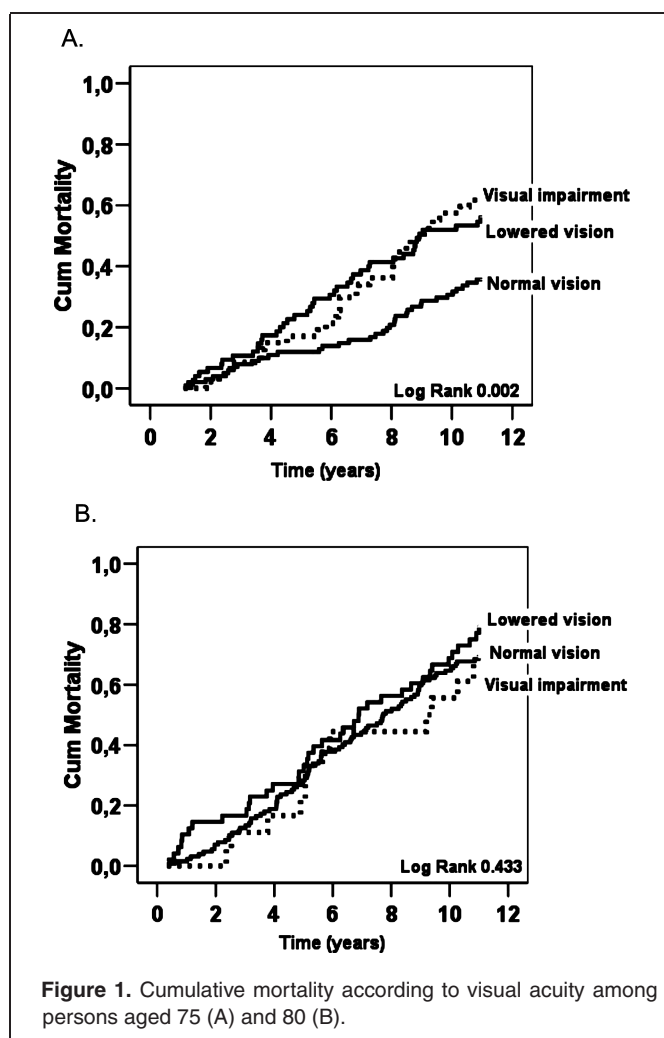 A.
1,0
0,8
0,6
0,4
0,2
0,0
Cum Mortality
Visual impairment
Lowered vision
Normal vision
Log Rank 0.002
0 2 4 6 8 10 12
Time (years)
B.
1,0
0,8
0,6
0,4
0,2
0,0
Cum Mortality
Lowered vision
Normal vision
Visual impairment
Log Rank 0.433
0 2 4 6 8 10 12
Time (years)
Figure 1. Cumulative mortality according to visual acuity among
persons aged 75 (A) and 80 (B).